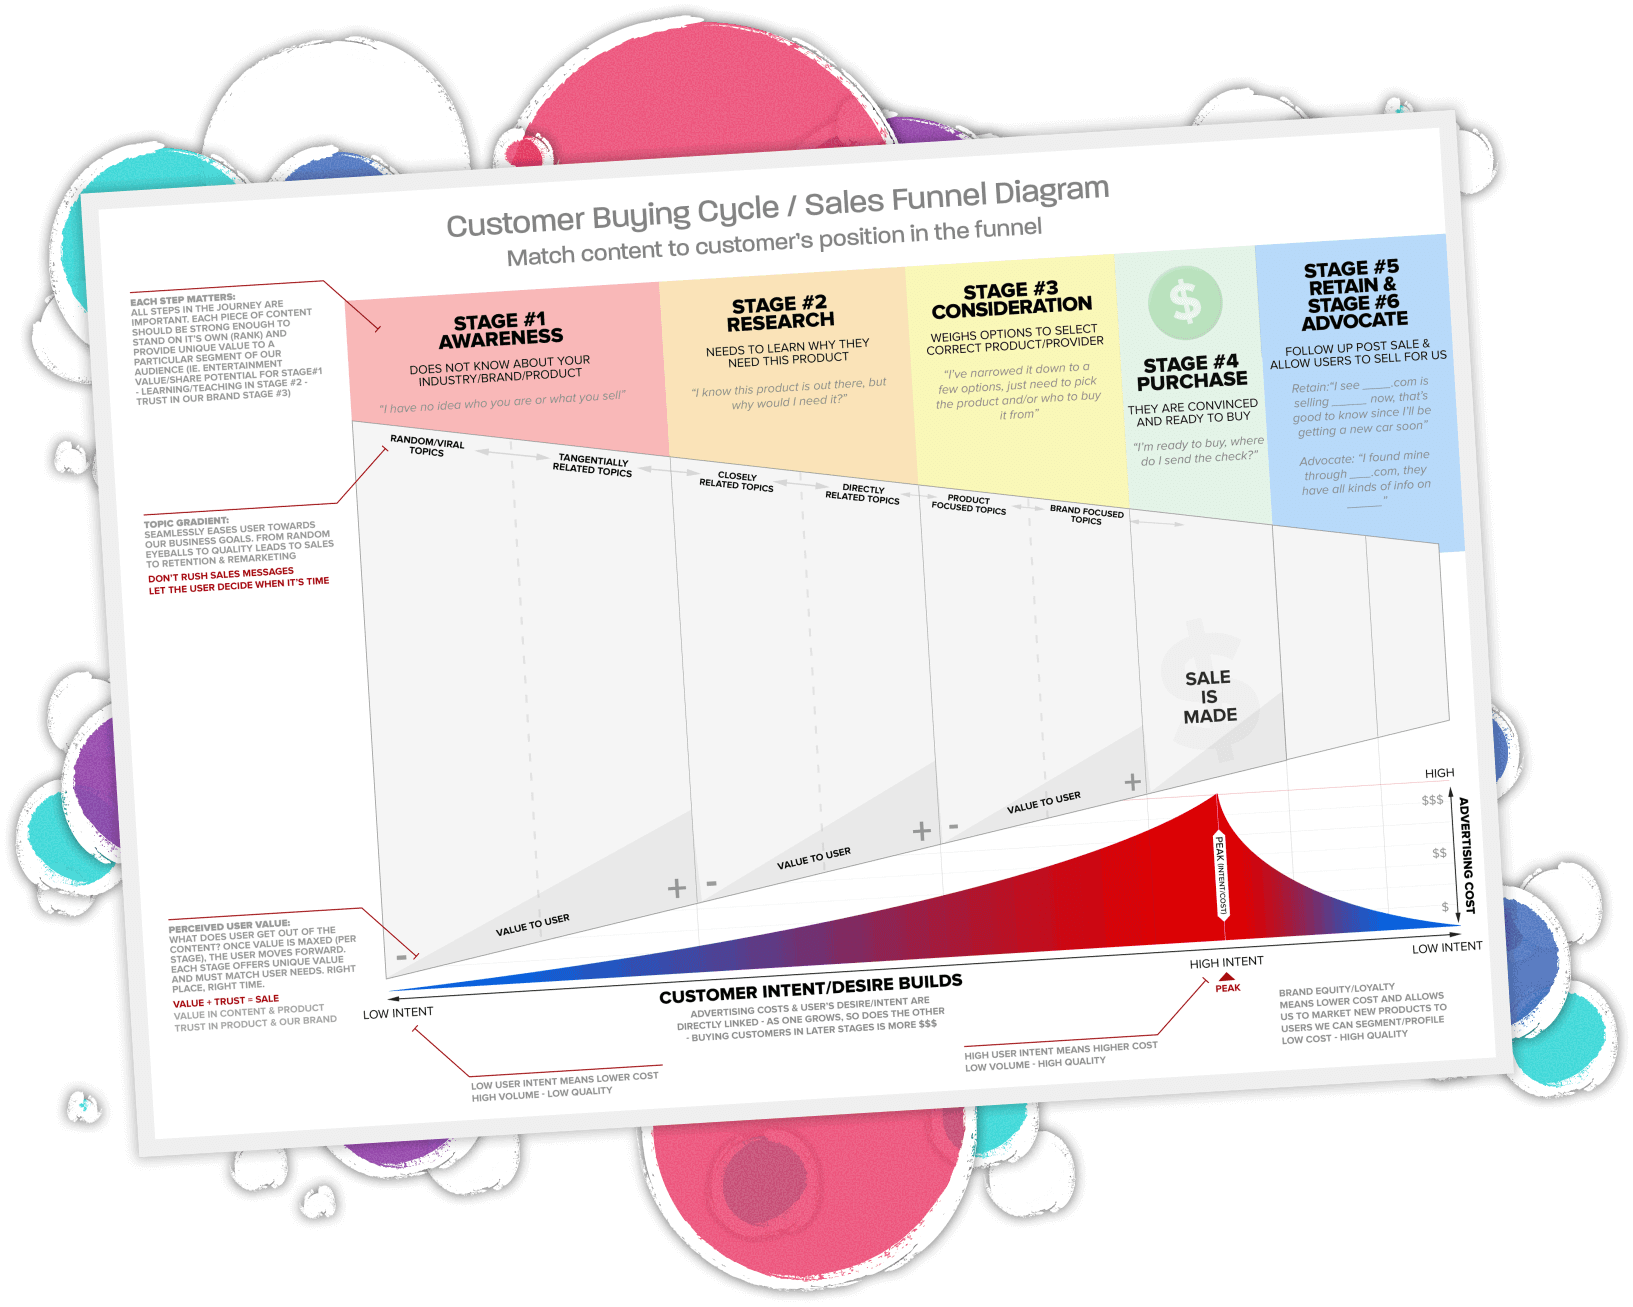 Customer Buying Cycle / Sales Funnel Diagram
Match content to customer's position in the funnel
EACH STEP MATTERS:
ALL STEPS IN THE JOURNEY ARE
IMPORTANT. EACH PIECE OF CONTENT
SHOULD BE STRONG ENOUGH TO
STAND ON IT'S OWN (RANK) AND
PROVIDE UNIQUE VALUE TO A
PARTICULAR SEGMENT OF OUR
AUDIENCE (IE. ENTERTAINMENT
VALUE/SHARE POTENTIAL FOR STAGE#1
- LEARNING/TEACHING IN STAGE #2 -
TRUST IN OUR BRAND STAGE #3)
STAGE #1
AWARENESS
DOES NOT KNOW ABOUT YOUR
INDUSTRY/BRAND/PRODUCT
"I have no idea who you are or what you sell"
STAGE #2
RESEARCH
NEEDS TO LEARN WHY THEY
NEED THIS PRODUCT
"I know this product is out there, but
why would I need it?"
STAGE #3
CONSIDERATION
WEIGHS OPTIONS TO SELECT
CORRECT PRODUCT/PROVIDER
"I've narrowed it down to a
few options, just need to pick
the product and/or who to buy
it from"
$
STAGE #4
PURCHASE
THEY ARE CONVINCED
AND READY TO BUY
"I'm ready to buy, where
do I send the check?"
STAGE #5
RETAIN &
STAGE #6
ADVOCATE
FOLLOW UP POST SALE &
ALLOW USERS TO SELL FOR US
Retain:"I see ____.com is
selling _____ now, that's
good to know since I'll be
getting a new car soon"
Advocate: "I found mine
through ___.com, they
have all kinds of info on
_____"
RANDOM/VIRAL
TOPICS
TANGENTIALLY
RELATED TOPICS
CLOSELY
RELATED TOPICS
DIRECTLY
RELATED TOPICS
PRODUCT
FOCUSED TOPICS
BRAND FOCUSED
TOPICS
TOPIC GRADIENT:
SEAMLESSLY EASES USER TOWARDS
OUR BUSINESS GOALS. FROM RANDOM
EYEBALLS TO QUALITY LEADS TO SALES
TO RETENTION & REMARKETING
DON'T RUSH SALES MESSAGES
LET THE USER DECIDE WHEN IT'S TIME
$
SALE
IS
MADE
PERCEIVED USER VALUE:
WHAT DOES USER GET OUT OF THE
CONTENT? ONCE VALUE IS MAXED (PER
STAGE), THE USER MOVES FORWARD.
EACH STAGE OFFERS UNIQUE VALUE
AND MUST MATCH USER NEEDS. RIGHT
PLACE, RIGHT TIME.
VALUE + TRUST = SALE
VALUE IN CONTENT & PRODUCT
TRUST IN PRODUCT & OUR BRAND
-
VALUE TO USER
+
-
VALUE TO USER
+
-
VALUE TO USER
+
HIGH
$$$
$$
$
ADVERTISING COST
PEAK (INTENT/COST)
LOW INTENT
HIGH INTENT
PEAK
LOW INTENT
CUSTOMER INTENT/DESIRE BUILDS
ADVERTISING COSTS & USER'S DESIRE/INTENT ARE
DIRECTLY LINKED - AS ONE GROWS, SO DOES THE OTHER
- BUYING CUSTOMERS IN LATER STAGES IS MORE $$$
LOW USER INTENT MEANS LOWER COST
HIGH VOLUME - LOW QUALITY
HIGH USER INTENT MEANS HIGHER COST
LOW VOLUME - HIGH QUALITY
BRAND EQUITY/LOYALTY
MEANS LOWER COST AND ALLOWS
US TO MARKET NEW PRODUCTS TO
USERS WE CAN SEGMENT/PROFILE
LOW COST - HIGH QUALITY